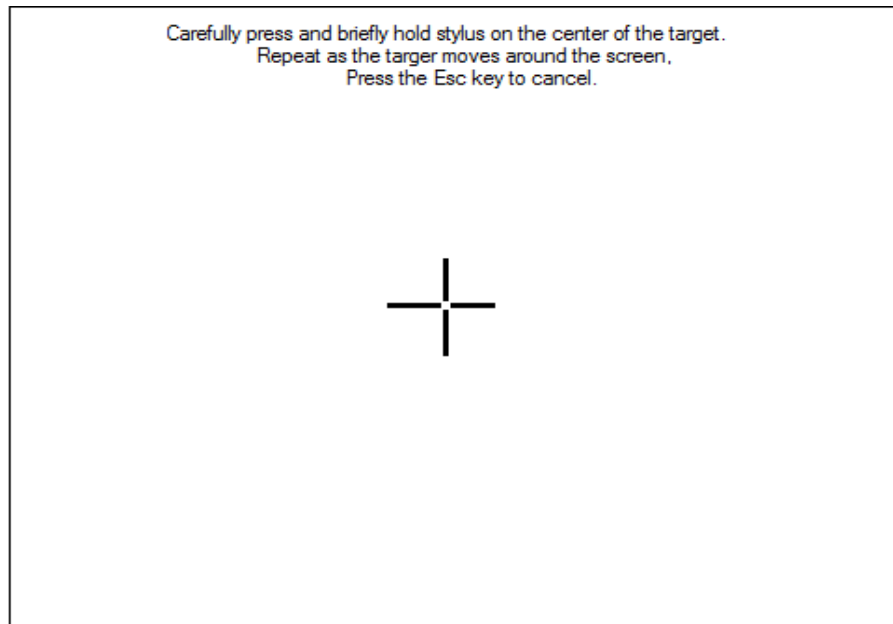 Carefully press and briefly hold stylus on the center of the target.
Repeat as the targer moves around the screen,
Press the Esc key to cancel.